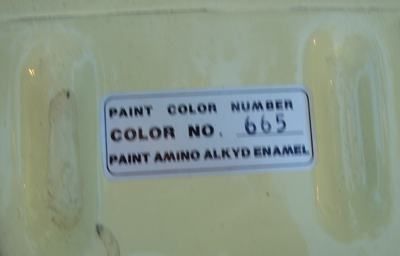 PAINT COLOR NUMBER
COLOR NO. 665
PAINT AMINO ALKYD ENAMEL